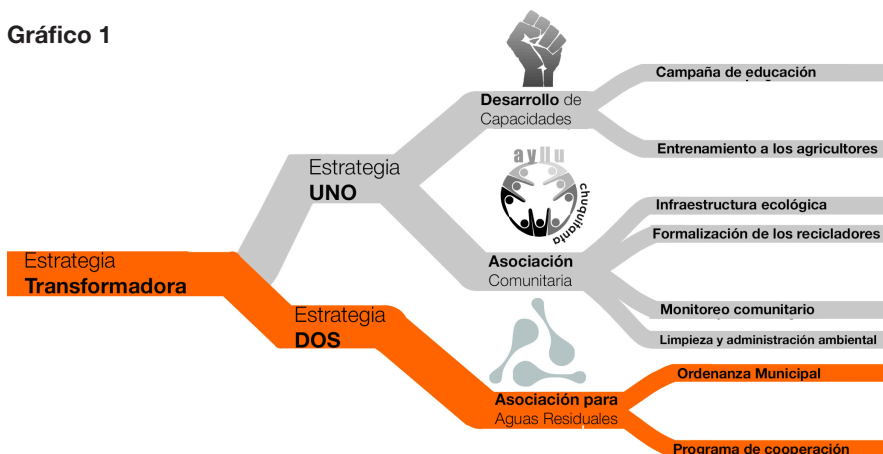 Gráfico 1
Campaña de educación
Desarrollo de
Capacidades
Entrenamiento a los agricultores
ayllu
chuquitanta
Estrategia
UNO
Infraestructura ecológica
Formalización de los recicladores
Asociación
Comunitaria
Estrategia
Transformadora
Monitoreo comunitario
Limpieza y administración ambiental
Estrategia
DOS
Ordenanza Municipal
Asociación para
Aguas Residuales
Programa de cooperación